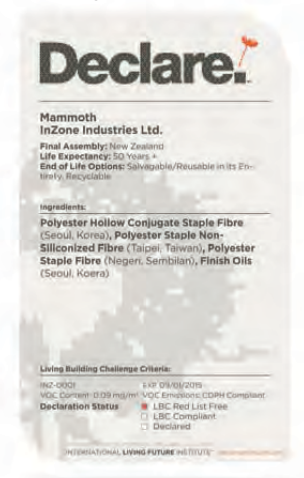 Declare.
Mammoth
InZone Industries Ltd.
Final Assembly: New Zealand
Life Expectancy: 50 Years +
End of Life Options: Salvagable/Reusable in its En-
tirety, Recyclable
Ingredients:
Polyester Hollow Conjugate Staple Fibre
(Seoul, Korea), Polyester Staple Non-
Siliconized Fibre (Taipei, Taiwan), Polyester
Staple Fibre (Negeri, Sembilan), Finish Oils
(Seoul, Koera)
Living Building Challenge Criteria:
INZ-0001 EXP. 09/01/2015
VOC Content: 0.09 mg/m³ VOC Emissions: CDPH Compliant
Declaration Status LBC Red List Free
LBC Compliant
Declared
INTERNATIONAL LIVING FUTURE INSTITUTE